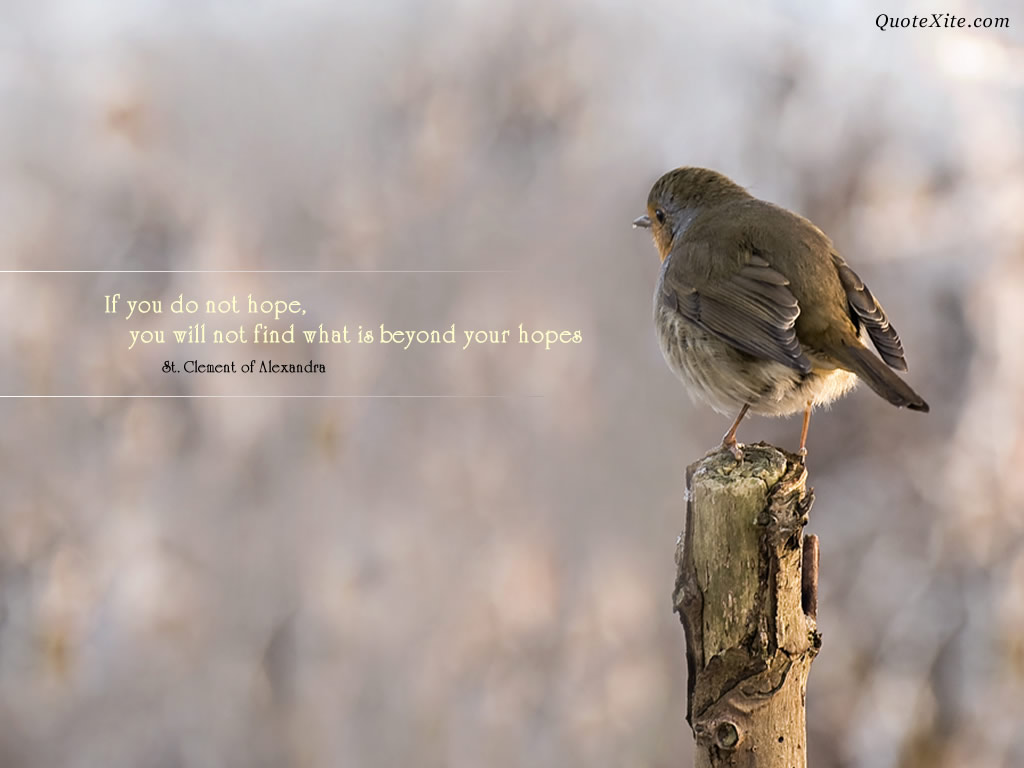 QuoteXite.com
If you do not hope,
you will not find what is beyond your hopes
St. Clement of Alexandra